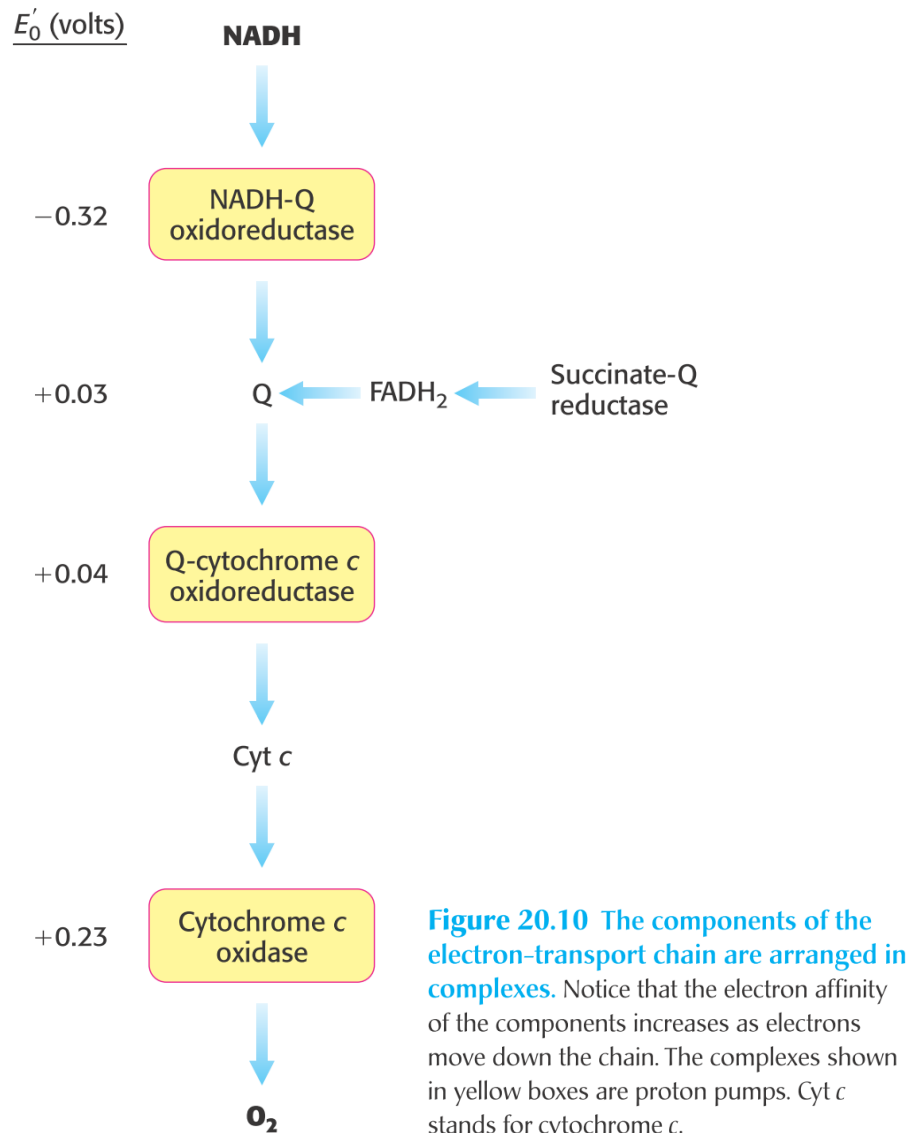 E₀′ (volts)
NADH
−0.32
NADH-Q
oxidoreductase
+0.03
Q
FADH₂
Succinate-Q
reductase
+0.04
Q-cytochrome c
oxidoreductase
Cyt c
+0.23
Cytochrome c
oxidase
O₂
Figure 20.10 The components of the
electron-transport chain are arranged in
complexes. Notice that the electron affinity
of the components increases as electrons
move down the chain. The complexes shown
in yellow boxes are proton pumps. Cyt c
stands for cytochrome c.